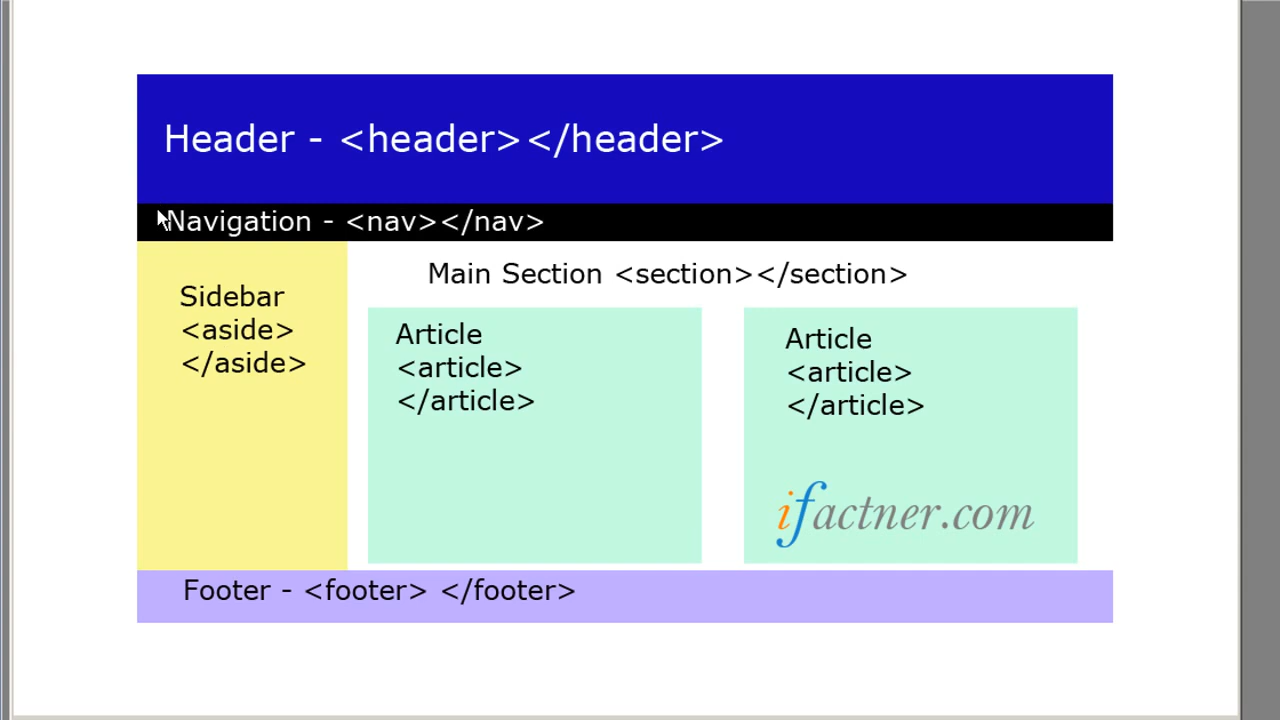 Header - <header></header>
Navigation - <nav></nav>
Sidebar
<aside>
</aside>
Main Section <section></section>
Article
<article>
</article>
Article
<article>
</article>
ifactner.com
Footer - <footer> </footer>